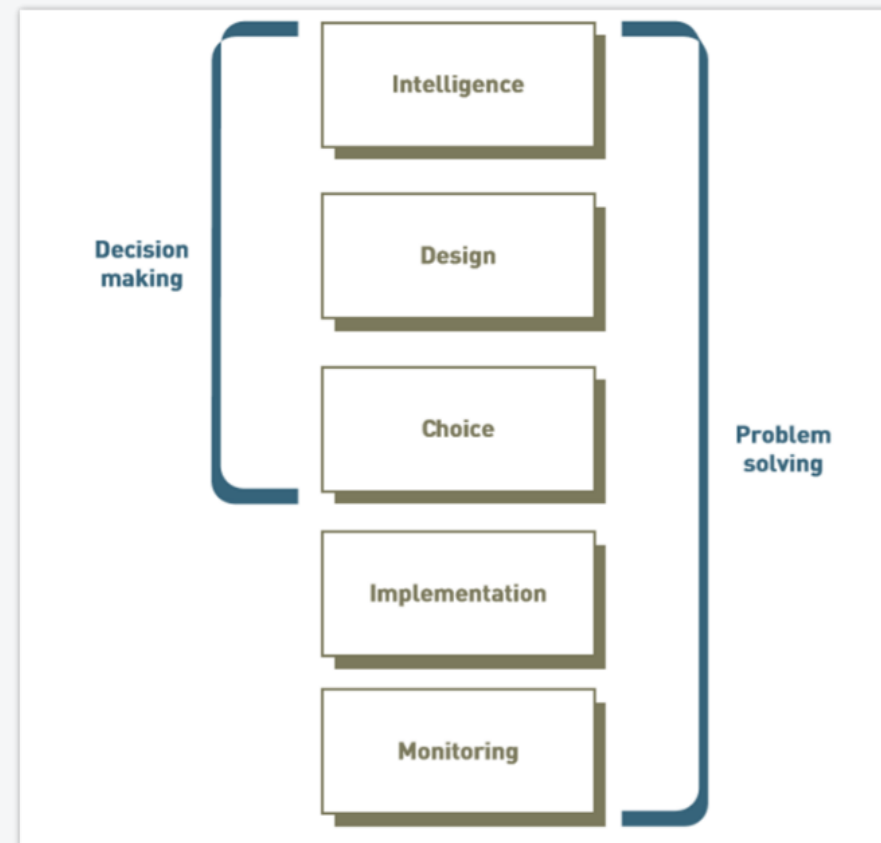 Intelligence
Design
Decision
making
Choice
Problem
solving
Implementation
Monitoring